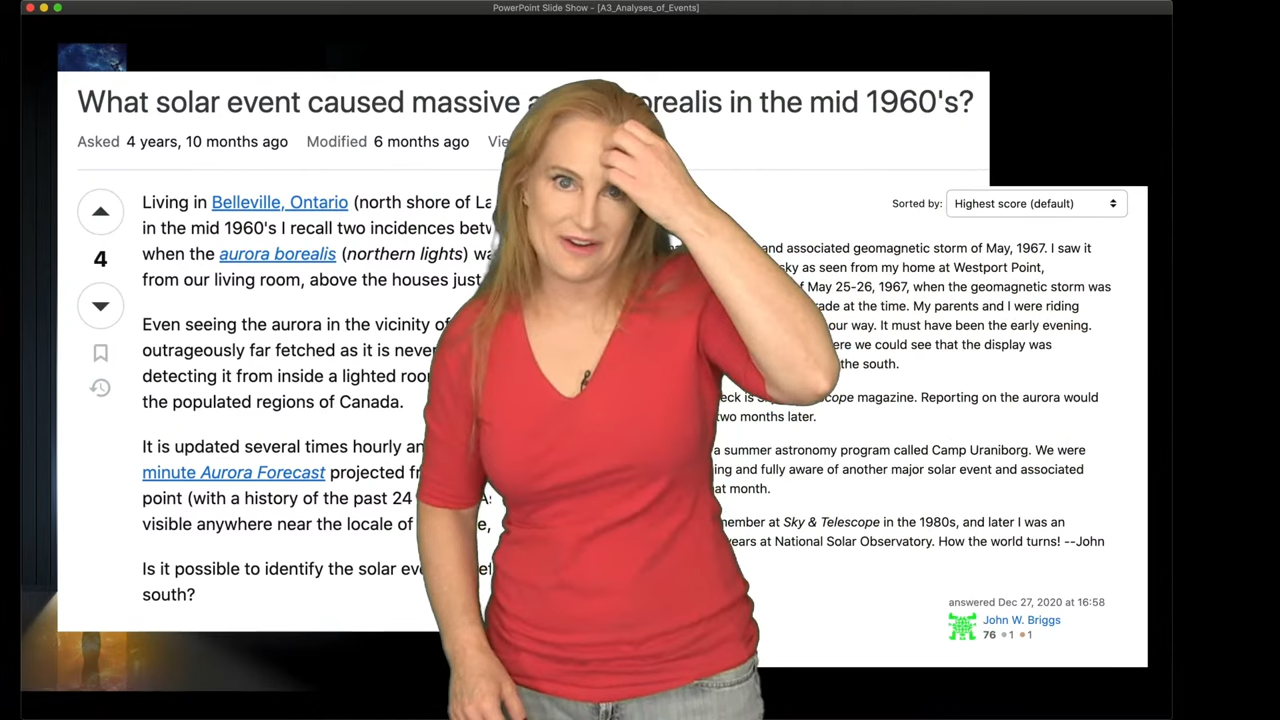 PowerPoint Slide Show - [A3_Analyses_of_Events]
What solar event caused massive a orealis in the mid 1960's?
Asked 4 years, 10 months ago Modified 6 months ago
4
Living in Belleville, Ontario (north shore of La
in the mid 1960's I recall two incidences
when the aurora borealis (northern lights)
from our living room, above the houses just
Even seeing the aurora in the vicinity of
outrageously far fetched as it is never
detecting it from inside a lighted
the populated regions of Canada.
It is updated several times hourly
minute Aurora Forecast projected
point (with a history of the past 24
visible anywhere near the locale of
Is it possible to identify the solar
south?
Sorted by: Highest score (default)
and associated geomagnetic storm of May, 1967. I saw it
sky as seen from my home at Westport Point,
of May 25-26, 1967, when the geomagnetic storm was
rade at the time. My parents and I were riding
our way. It must have been the early evening.
ere we could see that the display was
the south.
eck is scope magazine. Reporting on the aurora would
two months later.
a summer astronomy program called Camp Uraniborg. We were
ing and fully aware of another major solar event and associated
at month.
member at Sky & Telescope in the 1980s, and later I was an
years at National Solar Observatory. How the world turns! --John
answered Dec 27, 2020 at 16:58
John W. Briggs
76 1 1